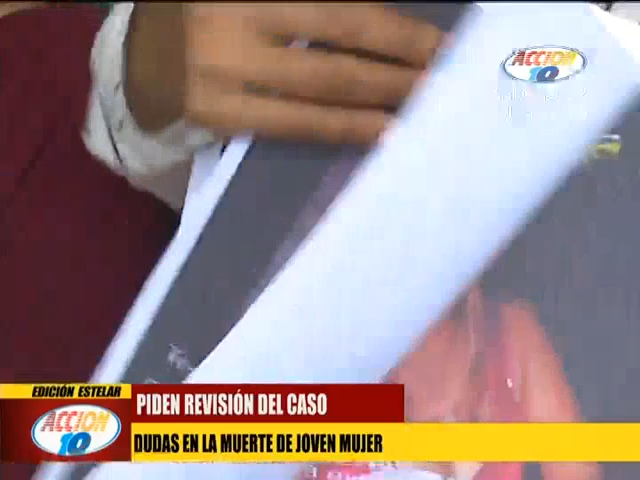 ACCION
10
EDICIÓN ESTELAR
PIDEN REVISIÓN DEL CASO
ACCION
10
DUDAS EN LA MUERTE DE JOVEN MUJER